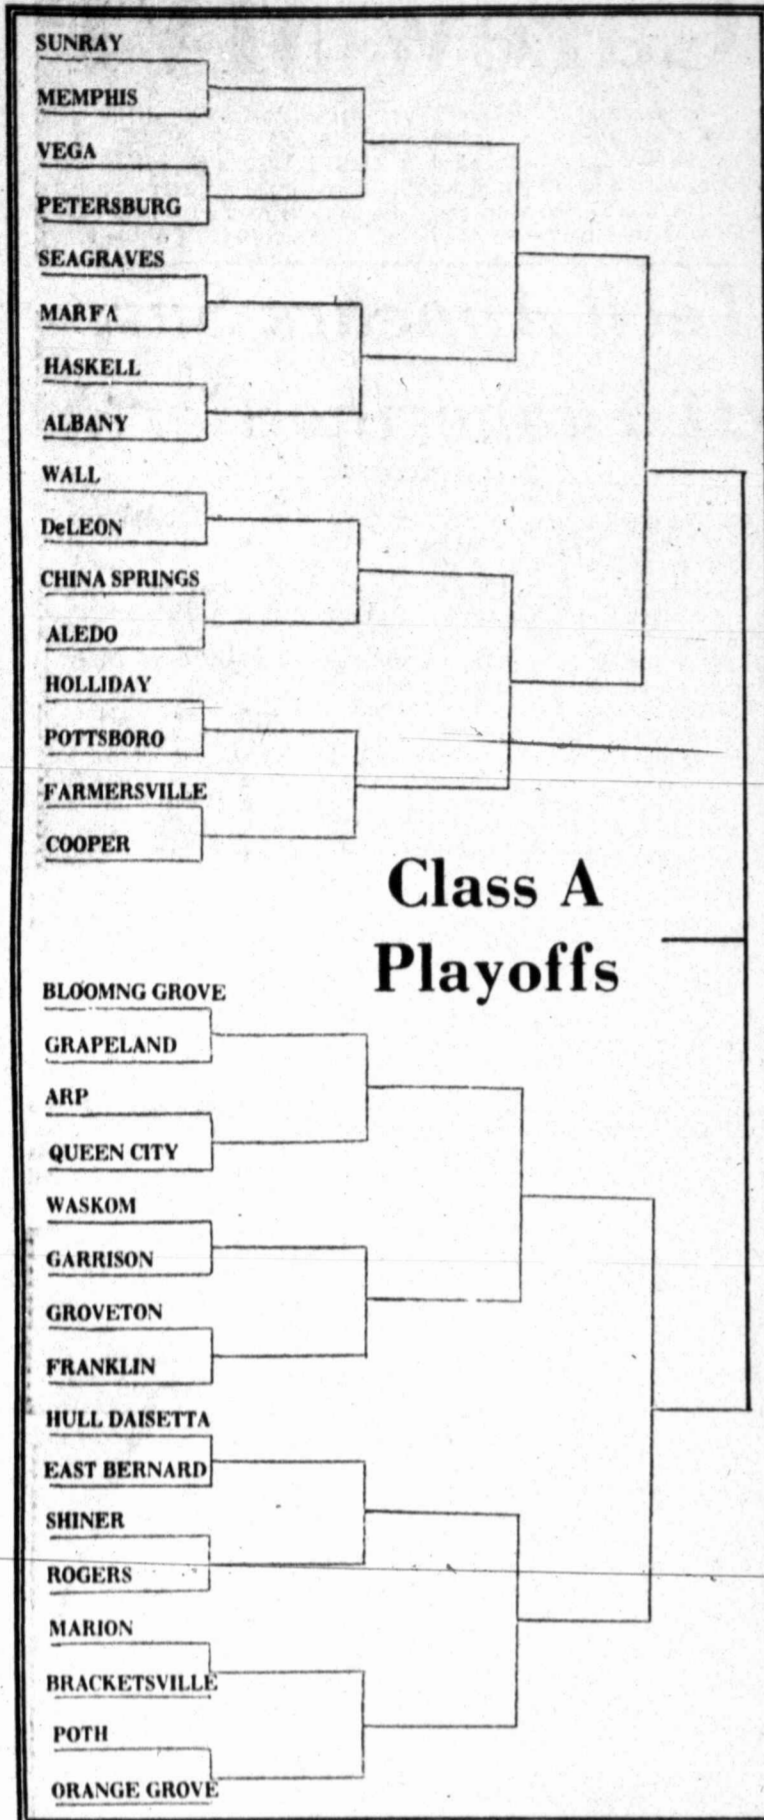 SUNRAY
MEMPHIS
VEGA
PETERSBURG
SEAGRAVES
MARFA
HASKELL
ALBANY
WALL
DeLEON
CHINA SPRINGS
ALEDO
HOLLIDAY
POTTSBORO
FARMERSVILLE
COOPER
Class A
Playoffs
BLOOMNG GROVE
GRAPELAND
ARP
QUEEN CITY
WASKOM
GARRISON
GROVETON
FRANKLIN
HULL DAISETTA
EAST BERNARD
SHINER
ROGERS
MARION
BRACKETSVILLE
POTH
ORANGE GROVE